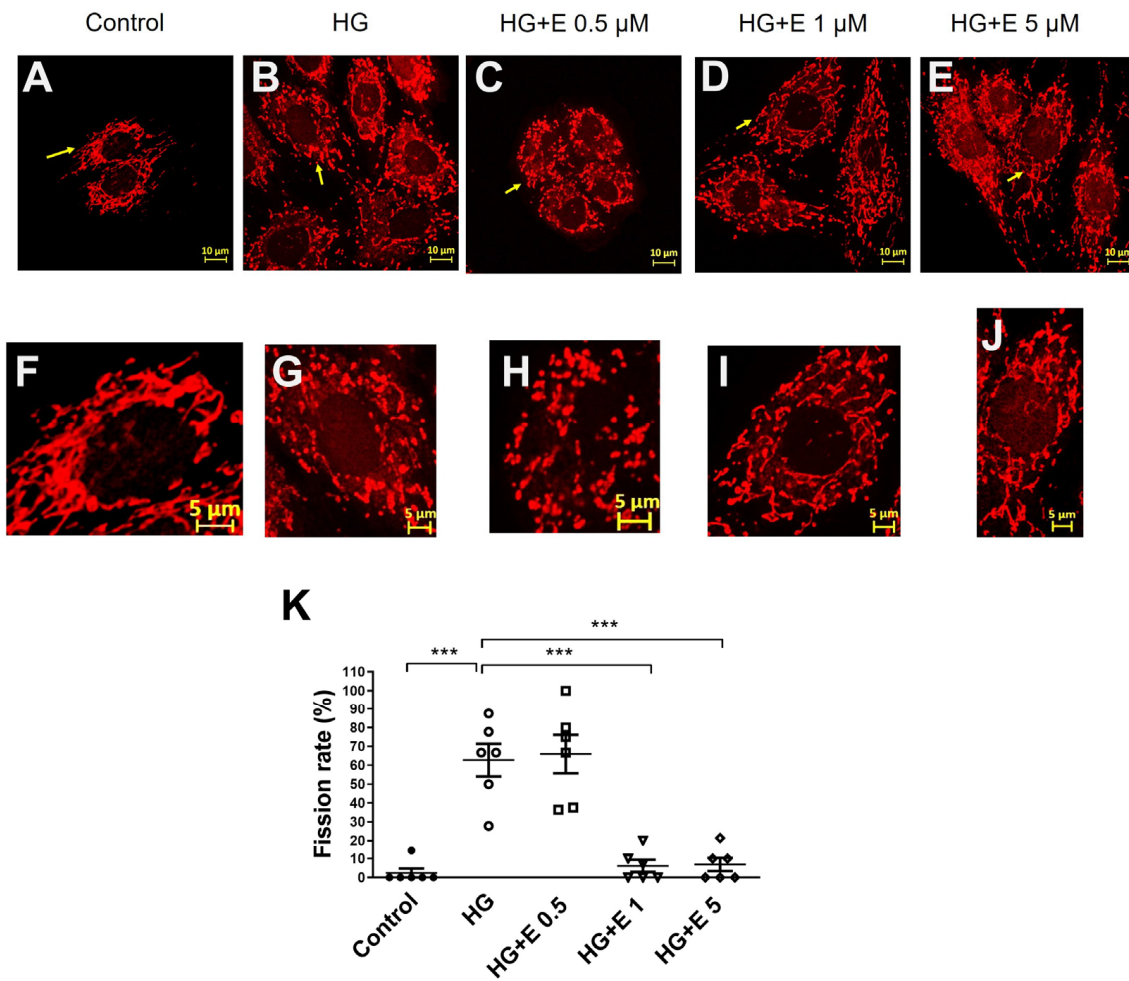 Control HG HG+E 0.5 µM HG+E 1 µM HG+E 5 µM
A B C D E
10 µm 10 µm 10 µm 10 µm 10 µm
F G H I J
5 µm 5 µm 5 µm 5 µm 5 µm
K
***
*** ***
Fission rate (%)
110
100
90
80
70
60
50
40
30
20
10
0
Control HG HG+E 0.5 HG+E 1 HG+E 5